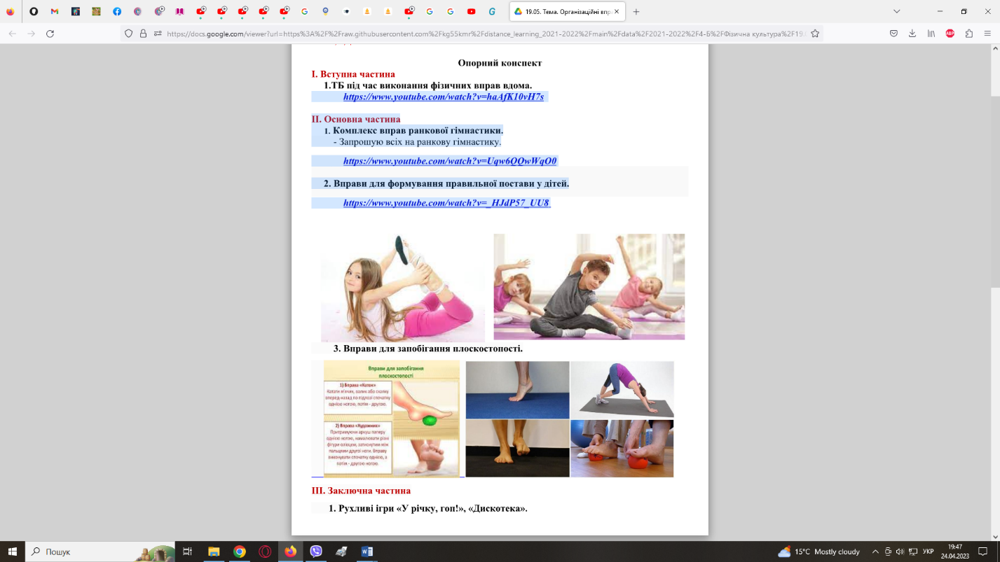 19.05. Тема. Організаційні впр
https://docs.google.com/viewer?url=https%3A%2F%2Fraw.githubusercontent.com%2Fkg55kmr%2Fdistance_learning_2021-2022%2Fmain%2Fdata%2F2021-2022%2F4-Б%2FФізична культура%2F19.
Опорний конспект
І. Вступна частина
1.ТБ під час виконання фізичних вправ вдома.
https://www.youtube.com/watch?v=haAfK10vH7s
ІІ. Основна частина
1. Комплекс вправ ранкової гімнастики.
- Запрошую всіх на ранкову гімнастику.
https://www.youtube.com/watch?v=Uqw6QQwWqO0
2. Вправи для формування правильної постави у дітей.
https://www.youtube.com/watch?v=_HJdP57_UU8
3. Вправи для запобігання плоскостопості.
Вправи для запобігання
плоскостопості
1) Вправа «Каток»
Катати м'ячик, валик або скалку
вперед-назад по підлозі спочатку
однією ногою, потім - другою.
2) Вправа «Художник»
Притримуючи аркуш паперу
однією ногою, намалювати різні
фігури олівцем, затиснутим між
пальцями другої ноги. Вправу
виконувати спочатку однією, а
потім - другою ногою.
ІІІ. Заключна частина
1. Рухливі ігри «У річку, гоп!», «Дискотека».
Пошук
15°C Mostly cloudy
УКР
19:47
24.04.2023